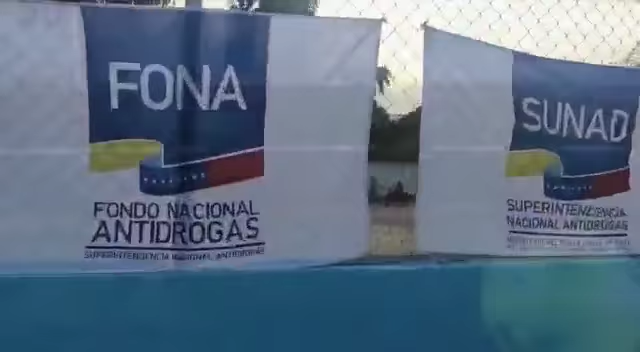 FONA
FONDO NACIONAL
ANTIDROGAS
SUPERINTENDENCIA NACIONAL ANTIDROGAS
SUNAD
SUPERINTENDENCIA
NACIONAL ANTIDROGAS